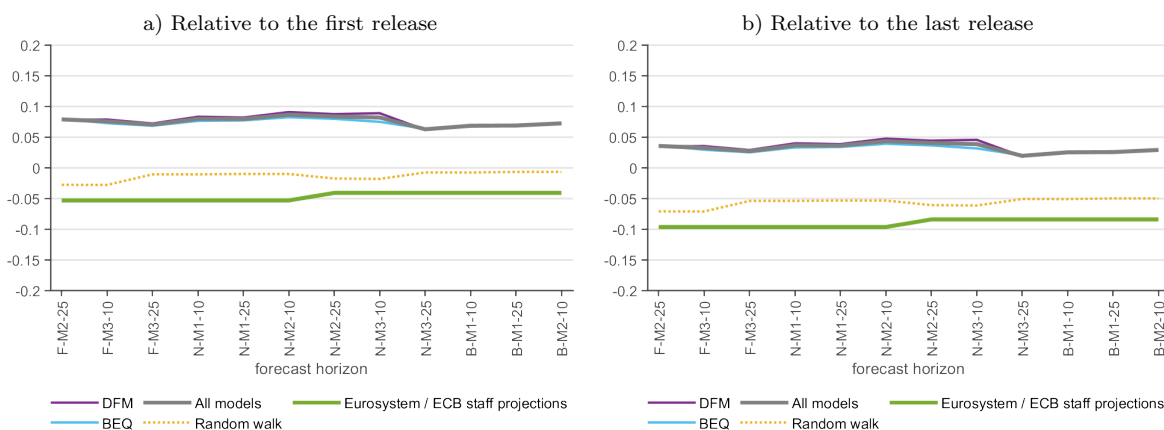 a) Relative to the first release
0.2
0.15
0.1
0.05
0
-0.05
-0.1
-0.15
-0.2
F-M2-25
F-M3-10
F-M3-25
N-M1-10
N-M1-25
N-M2-10
N-M2-25
N-M3-10
N-M3-25
B-M1-10
B-M1-25
B-M2-10
forecast horizon
DFM All models Eurosystem / ECB staff projections
BEQ Random walk
b) Relative to the last release
0.2
0.15
0.1
0.05
0
-0.05
-0.1
-0.15
-0.2
F-M2-25
F-M3-10
F-M3-25
N-M1-10
N-M1-25
N-M2-10
N-M2-25
N-M3-10
N-M3-25
B-M1-10
B-M1-25
B-M2-10
forecast horizon
DFM All models Eurosystem / ECB staff projections
BEQ Random walk